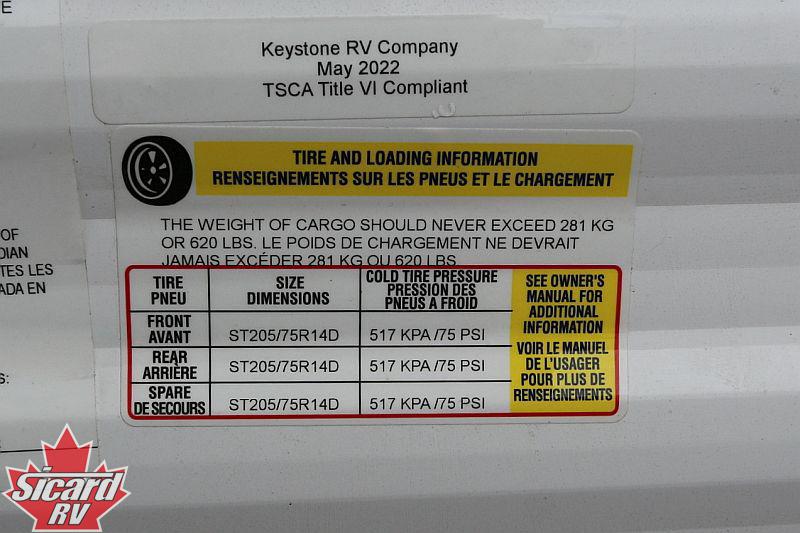 E
Keystone RV Company
May 2022
TSCA Title VI Compliant
TIRE AND LOADING INFORMATION
RENSEIGNEMENTS SUR LES PNEUS ET LE CHARGEMENT
THE WEIGHT OF CARGO SHOULD NEVER EXCEED 281 KG
OR 620 LBS. LE POIDS DE CHARGEMENT NE DEVRAIT
JAMAIS EXCÉDER 281 KG OU 620 LBS
TIRE PNEU SIZE DIMENSIONS COLD TIRE PRESSURE PRESSION DES PNEUS A FROID
FRONT AVANT ST205/75R14D 517 KPA /75 PSI
REAR ARRIÈRE ST205/75R14D 517 KPA /75 PSI
SPARE DE SECOURS ST205/75R14D 517 KPA /75 PSI
SEE OWNER'S
MANUAL FOR
ADDITIONAL
INFORMATION
VOIR LE MANUEL
DE L'USAGER
POUR PLUS DE
RENSEIGNEMENTS
OF
DIAN
TES LES
ADA EN
S:
Sicard
RV